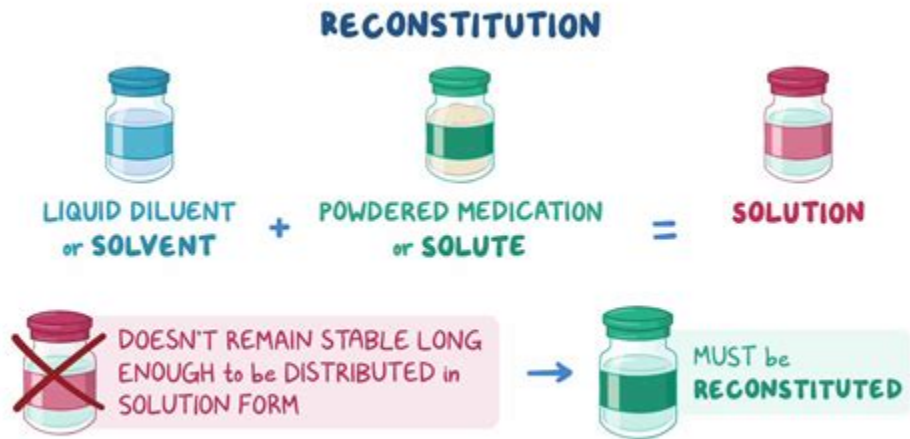 RECONSTITUTION
LIQUID DILUENT
or SOLVENT
+
POWDERED MEDICATION
or SOLUTE
=
SOLUTION
DOESN'T REMAIN STABLE LONG
ENOUGH to be DISTRIBUTED in
SOLUTION FORM
→
MUST be
RECONSTITUTED